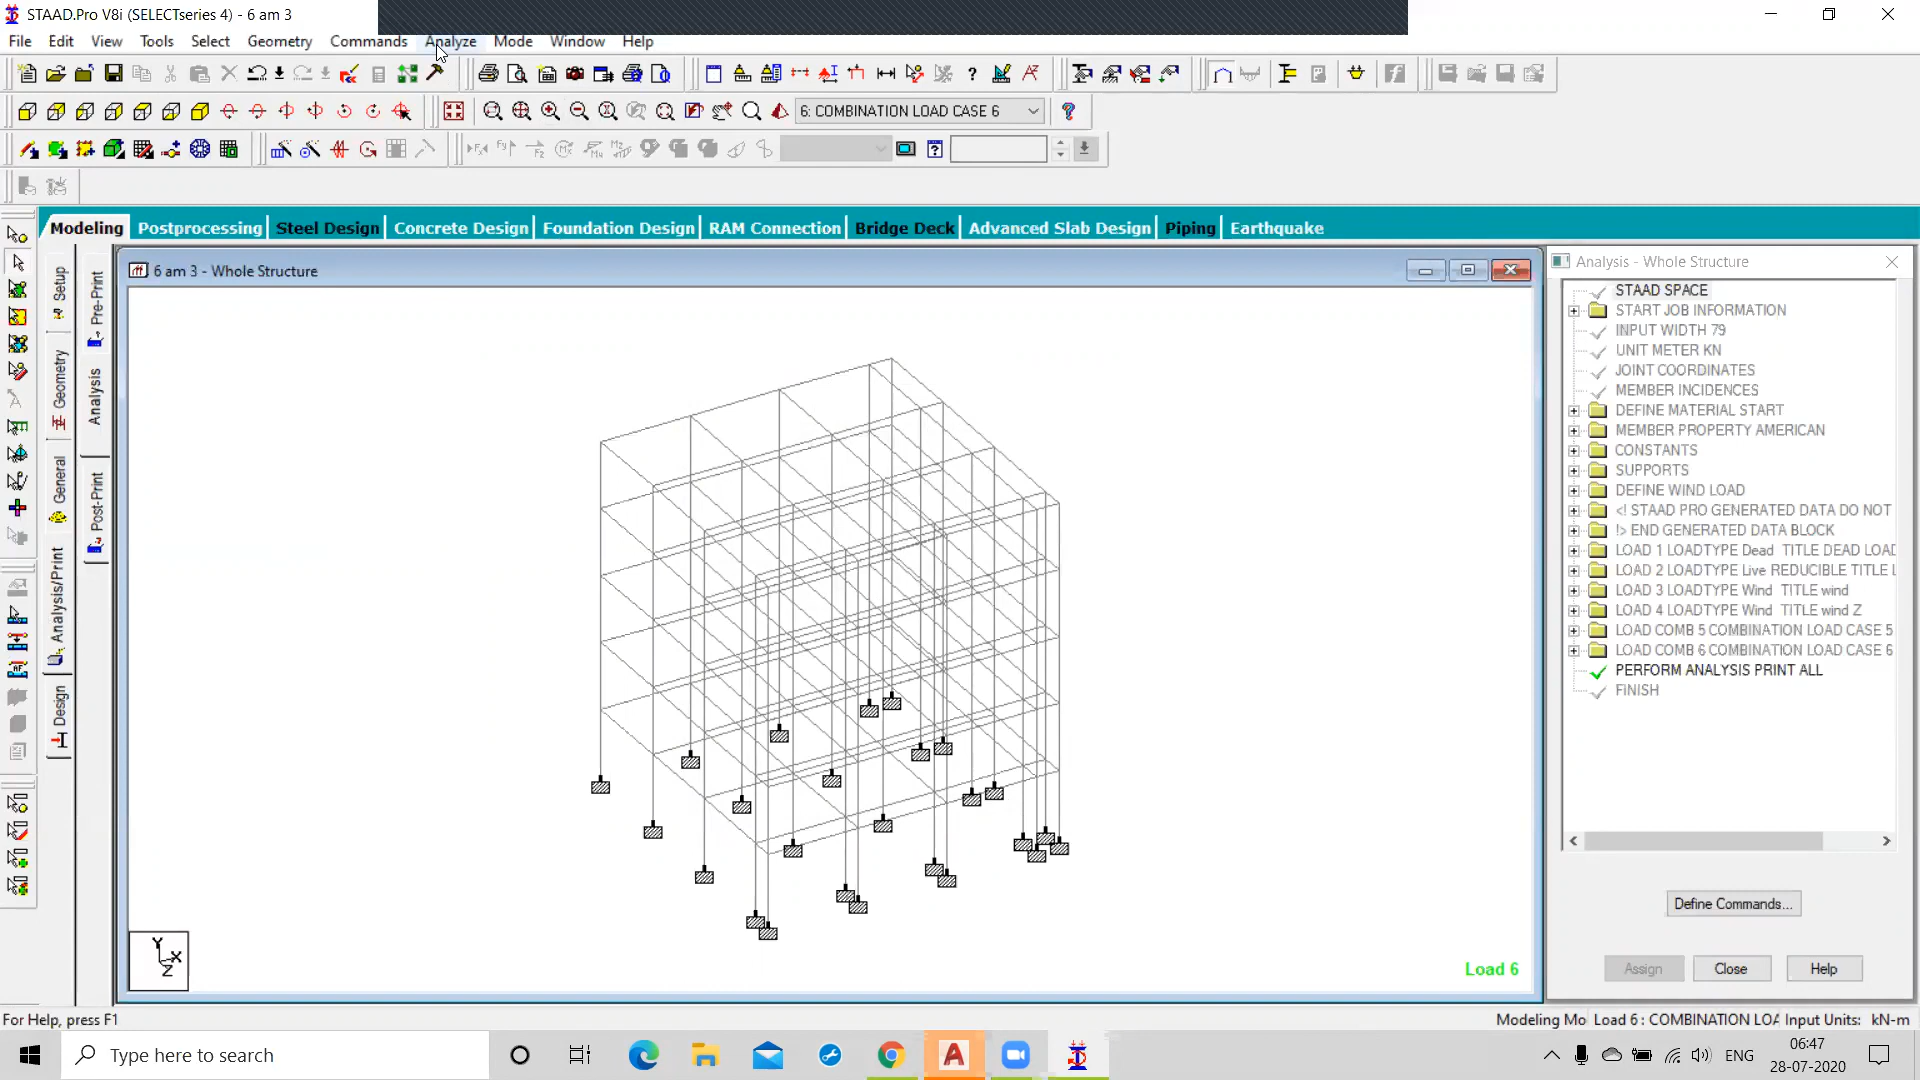 STAAD.Pro V8i (SELECTseries 4) - 6 am 3
File Edit View Tools Select Geometry Commands Analyze Mode Window Help
6: COMBINATION LOAD CASE 6
Modeling Postprocessing Steel Design Concrete Design Foundation Design RAM Connection Bridge Deck Advanced Slab Design Piping Earthquake
Setup
Geometry
General
Analysis/Print
Design
Pre-Print
Analysis
Post-Print
6 am 3 - Whole Structure
Y
X
Z
Load 6
Analysis - Whole Structure
STAAD SPACE
START JOB INFORMATION
INPUT WIDTH 79
UNIT METER KN
JOINT COORDINATES
MEMBER INCIDENCES
DEFINE MATERIAL START
MEMBER PROPERTY AMERICAN
CONSTANTS
SUPPORTS
DEFINE WIND LOAD
<! STAAD PRO GENERATED DATA DO NOT
!> END GENERATED DATA BLOCK
LOAD 1 LOADTYPE Dead TITLE DEAD LOAD
LOAD 2 LOADTYPE Live REDUCIBLE TITLE L
LOAD 3 LOADTYPE Wind TITLE wind
LOAD 4 LOADTYPE Wind TITLE wind Z
LOAD COMB 5 COMBINATION LOAD CASE 5
LOAD COMB 6 COMBINATION LOAD CASE 6
PERFORM ANALYSIS PRINT ALL
FINISH
Define Commands...
Assign Close Help
For Help, press F1
Modeling Mo Load 6 : COMBINATION LOA Input Units: kN-m
Type here to search
ENG
06:47
28-07-2020